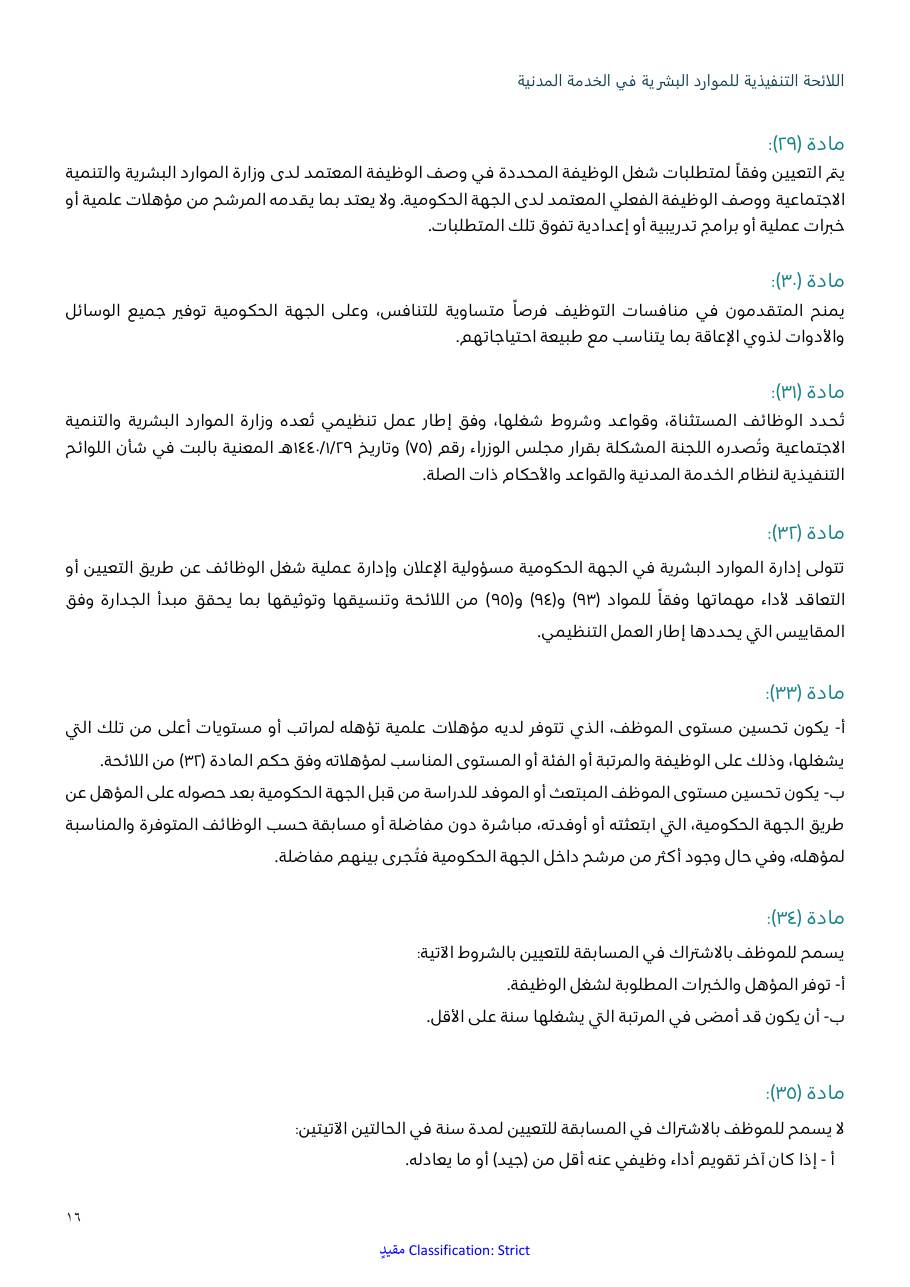 اللائحة التنفيذية للموارد البشرية في الخدمة المدنية
مادة (٢٩):
يتم التعيين وفقاً لمتطلبات شغل الوظيفة المحددة في وصف الوظيفة المعتمد لدى وزارة الموارد البشرية والتنمية
الاجتماعية ووصف الوظيفة الفعلي المعتمد لدى الجهة الحكومية. ولا يعتد بما يقدمه المرشح من مؤهلات علمية أو
خبرات عملية أو برامج تدريبية أو إعدادية تفوق تلك المتطلبات.
مادة (٣٠):
يمنح المتقدمون في منافسات التوظيف فرصاً متساوية للتنافس، وعلى الجهة الحكومية توفير جميع الوسائل
والأدوات لذوي الإعاقة بما يتناسب مع طبيعة احتياجاتهم.
مادة (٣١):
تُحدد الوظائف المستثناة، وقواعد وشروط شغلها، وفق إطار عمل تنظيمي تُعده وزارة الموارد البشرية والتنمية
الاجتماعية وتُصدره اللجنة المشكلة بقرار مجلس الوزراء رقم (٧٥) وتاريخ ١٤٤٠/١/٢٩هـ المعنية بالبت في شأن اللوائح
التنفيذية لنظام الخدمة المدنية والقواعد والأحكام ذات الصلة.
مادة (٣٢):
تتولى إدارة الموارد البشرية في الجهة الحكومية مسؤولية الإعلان وإدارة عملية شغل الوظائف عن طريق التعيين أو
التعاقد لأداء مهماتها وفقاً للمواد (٩٣) و(٩٤) و(٩٥) من اللائحة وتنسيقها وتوثيقها بما يحقق مبدأ الجدارة وفق
المقاييس التي يحددها إطار العمل التنظيمي.
مادة (٣٣):
أ- يكون تحسين مستوى الموظف، الذي تتوفر لديه مؤهلات علمية تؤهله لمراتب أو مستويات أعلى من تلك التي
يشغلها، وذلك على الوظيفة والمرتبة أو الفئة أو المستوى المناسب لمؤهلاته وفق حكم المادة (٣٢) من اللائحة.
ب- يكون تحسين مستوى الموظف المبتعث أو الموفد للدراسة من قبل الجهة الحكومية بعد حصوله على المؤهل عن
طريق الجهة الحكومية، التي ابتعثته أو أوفدته، مباشرة دون مفاضلة أو مسابقة حسب الوظائف المتوفرة والمناسبة
لمؤهله، وفي حال وجود أكثر من مرشح داخل الجهة الحكومية فتُجرى بينهم مفاضلة.
مادة (٣٤):
يسمح للموظف بالاشتراك في المسابقة للتعيين بالشروط الآتية:
أ- توفر المؤهل والخبرات المطلوبة لشغل الوظيفة.
ب- أن يكون قد أمضى في المرتبة التي يشغلها سنة على الأقل.
مادة (٣٥):
لا يسمح للموظف بالاشتراك في المسابقة للتعيين لمدة سنة في الحالتين الآتيتين:
أ - إذا كان آخر تقويم أداء وظيفي عنه أقل من (جيد) أو ما يعادله.
١٦
Classification: Strict مقيدٍ